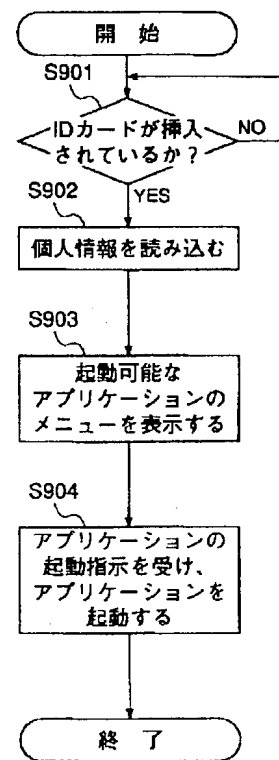 開 始
S901
IDカードが挿入
されているか？
NO
YES
S902
個人情報を読み込む
S903
起動可能な
アプリケーションの
メニューを表示する
S904
アプリケーションの
起動指示を受け、
アプリケーションを
起動する
終 了